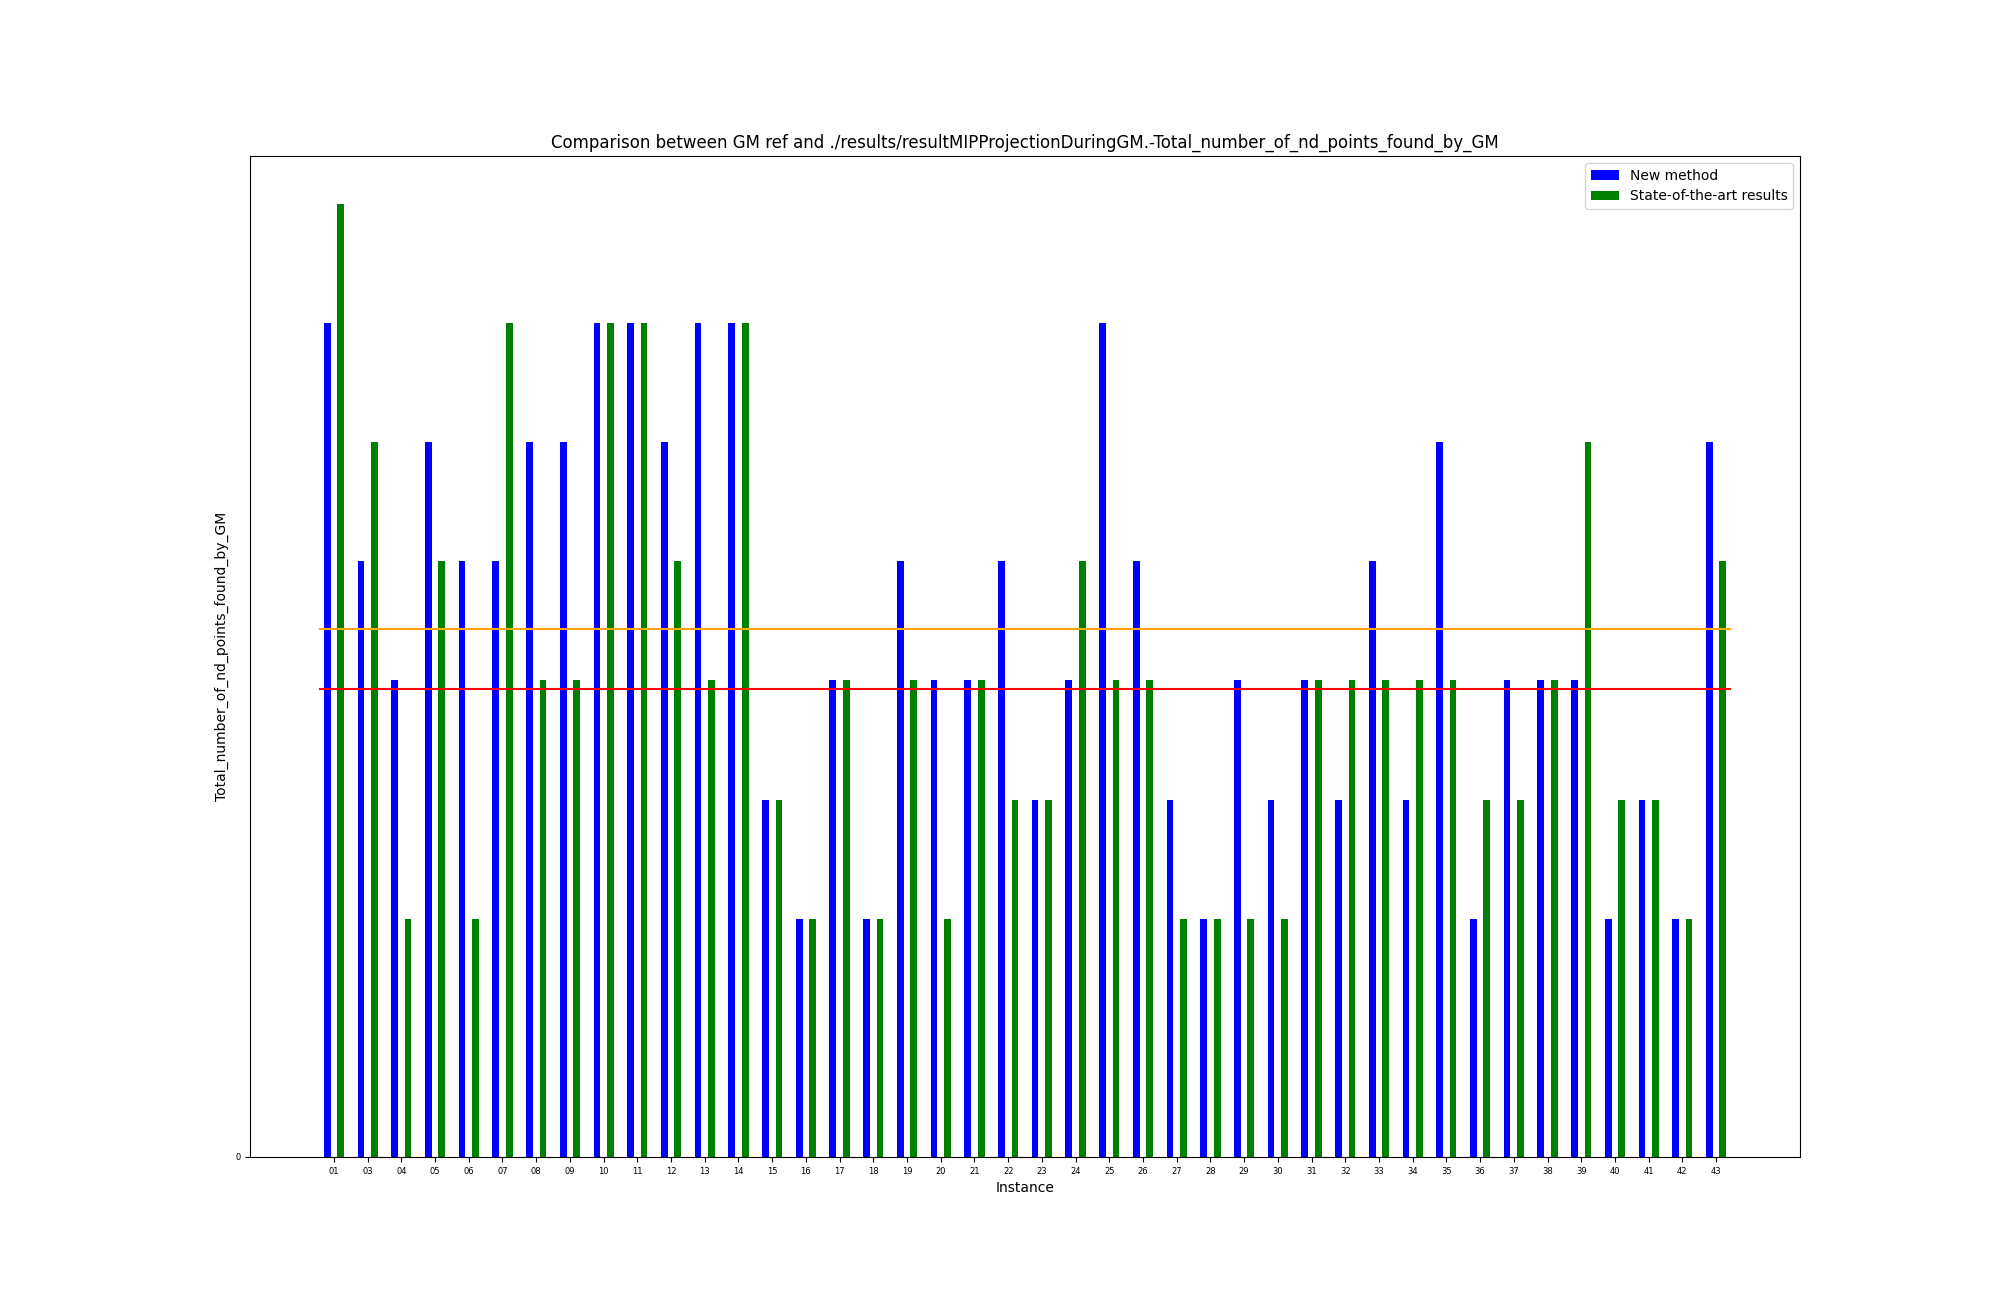 Comparison between GM ref and ./results/resultMIPProjectionDuringGM.-Total_number_of_nd_points_found_by_GM
New method
State-of-the-art results
Total_number_of_nd_points_found_by_GM
0
01 03 04 05 06 07 08 09 10 11 12 13 14 15 16 17 18 19 20 21 22 23 24 25 26 27 28 29 30 31 32 33 34 35 36 37 38 39 40 41 42 43
Instance